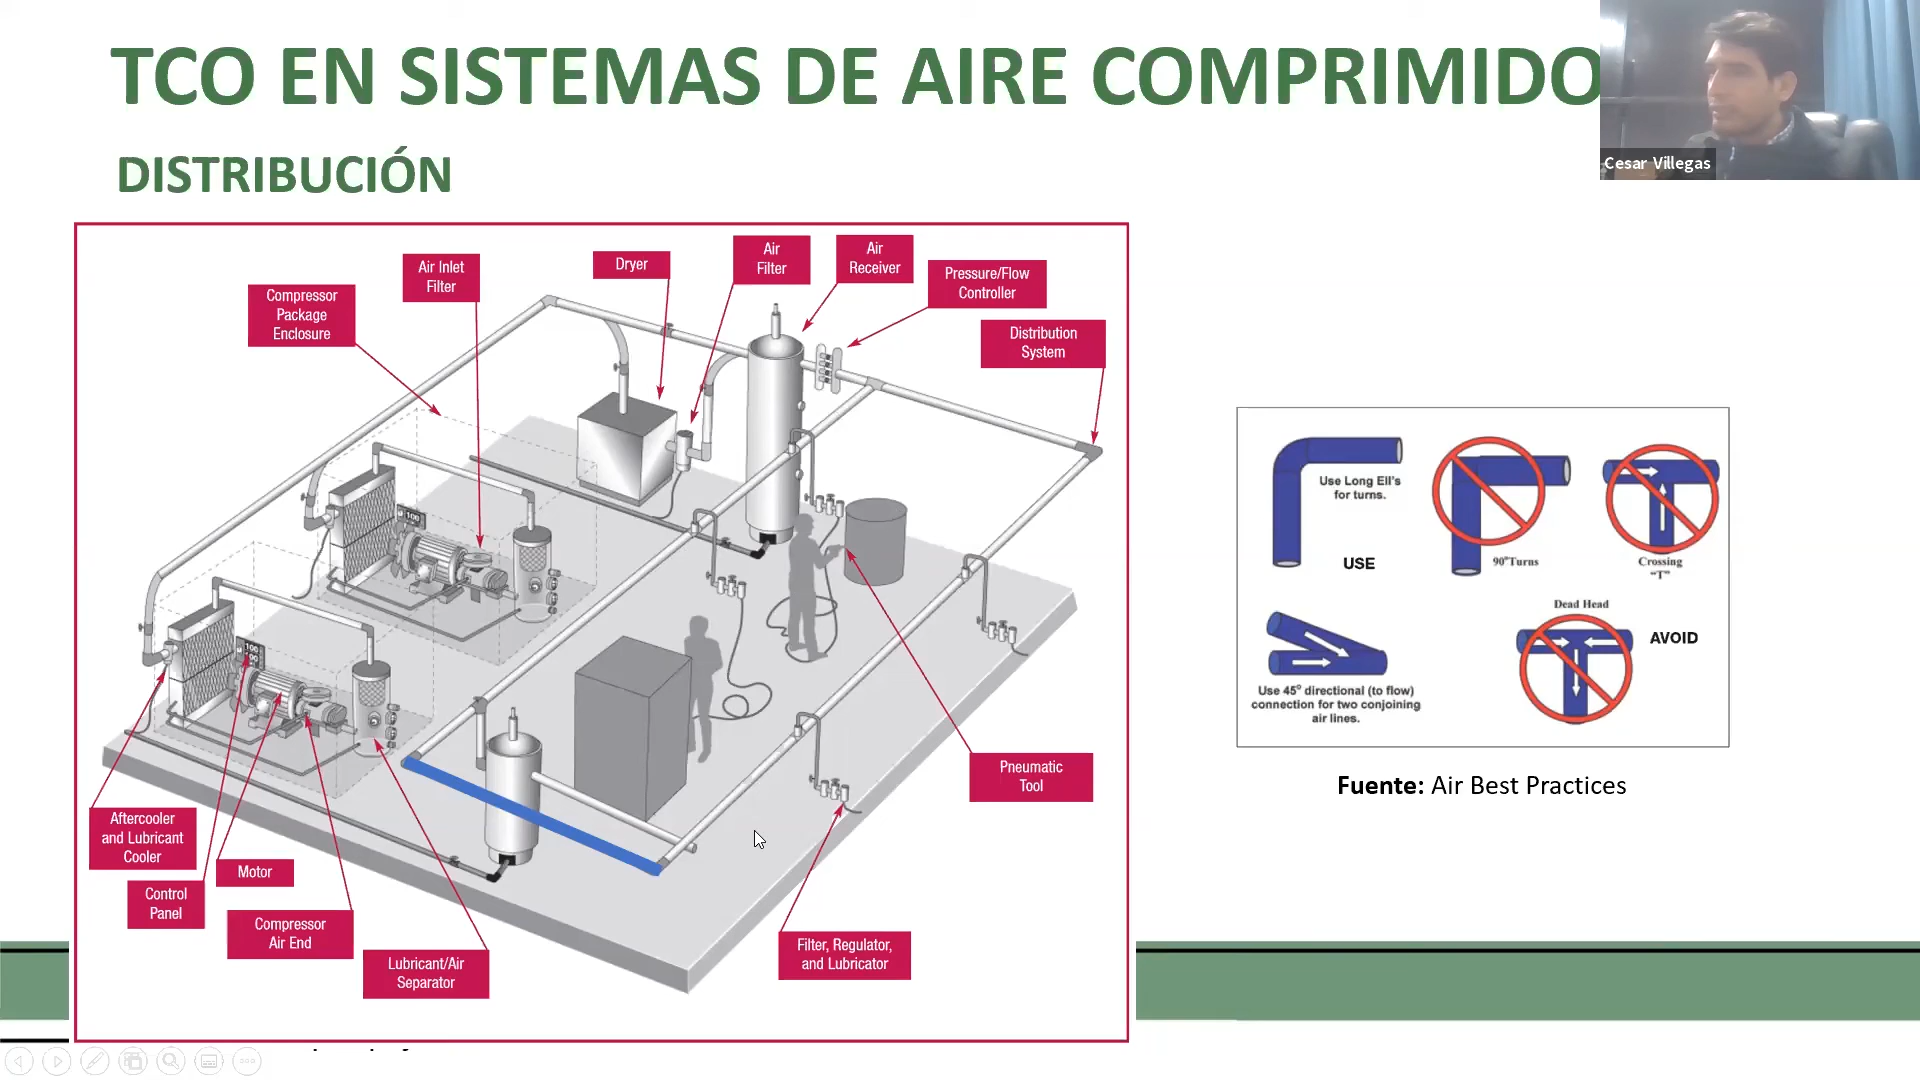 TCO EN SISTEMAS DE AIRE COMPRIMIDO
Cesar Villegas
DISTRIBUCIÓN
Compressor
Package
Enclosure
Air Inlet
Filter
Dryer
Air
Filter
Air
Receiver
Pressure/Flow
Controller
Distribution
System
100
100
Pneumatic
Tool
Aftercooler
and Lubricant
Cooler
Control
Panel
Motor
Compressor
Air End
Lubricant/Air
Separator
Filter, Regulator,
and Lubricator
Use Long Ell's
for turns.
USE
90°Turns
Crossing
"T"
Use 45° directional (to flow)
connection for two conjoining
air lines.
Dead Head
AVOID
Fuente: Air Best Practices